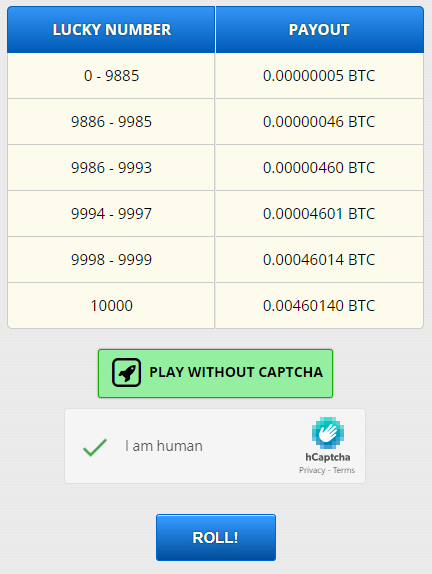 LUCKY NUMBER PAYOUT
0 - 9885 0.00000005 BTC
9886 - 9985 0.00000046 BTC
9986 - 9993 0.00000460 BTC
9994 - 9997 0.00004601 BTC
9998 - 9999 0.00046014 BTC
10000 0.00460140 BTC
PLAY WITHOUT CAPTCHA
I am human
hCaptcha
Privacy - Terms
ROLL!